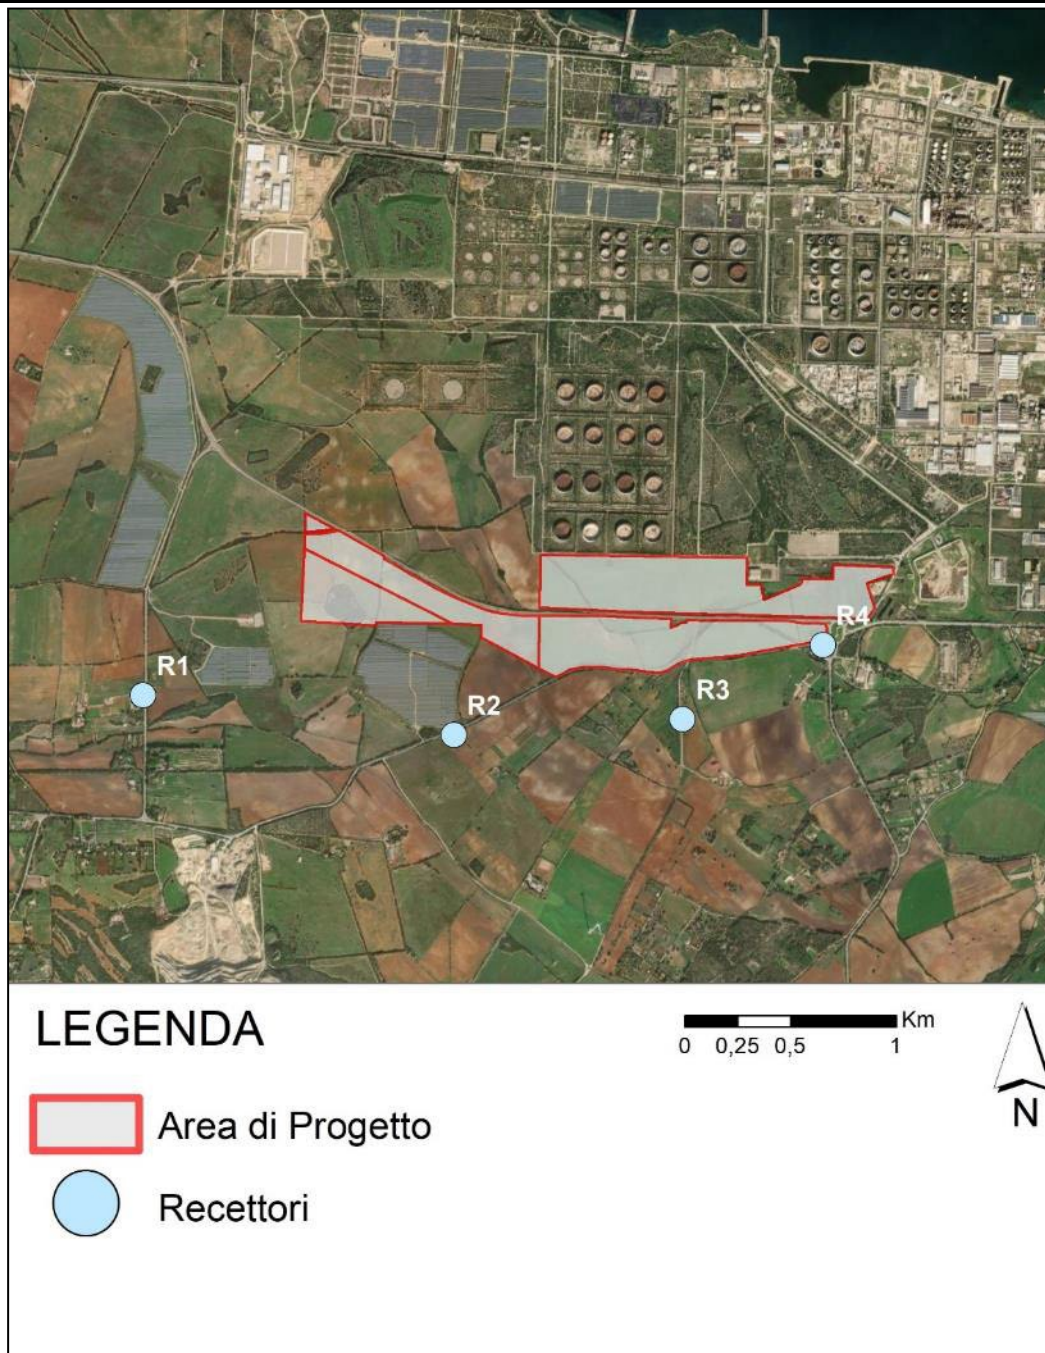 R4
R1
R3
R2
LEGENDA
Km
0 0,25 0,5 1
N
Area di Progetto
Recettori